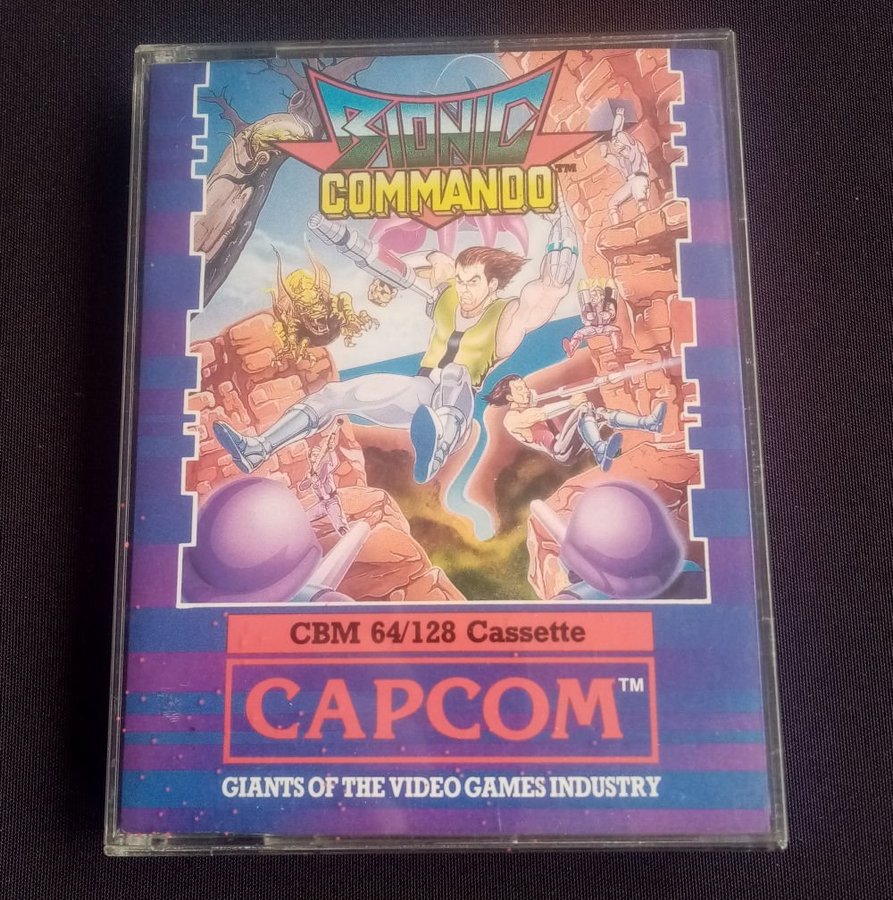 BIONIC
COMMANDO™
CBM 64/128 Cassette
CAPCOM™
GIANTS OF THE VIDEO GAMES INDUSTRY